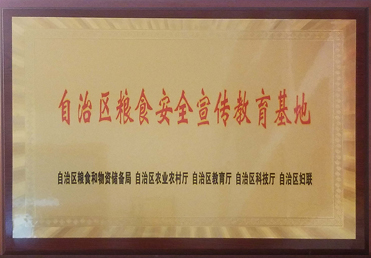 自治区粮食安全宣传教育基地
自治区粮食和物资储备局 自治区农业农村厅 自治区教育厅 自治区科技厅 自治区妇联